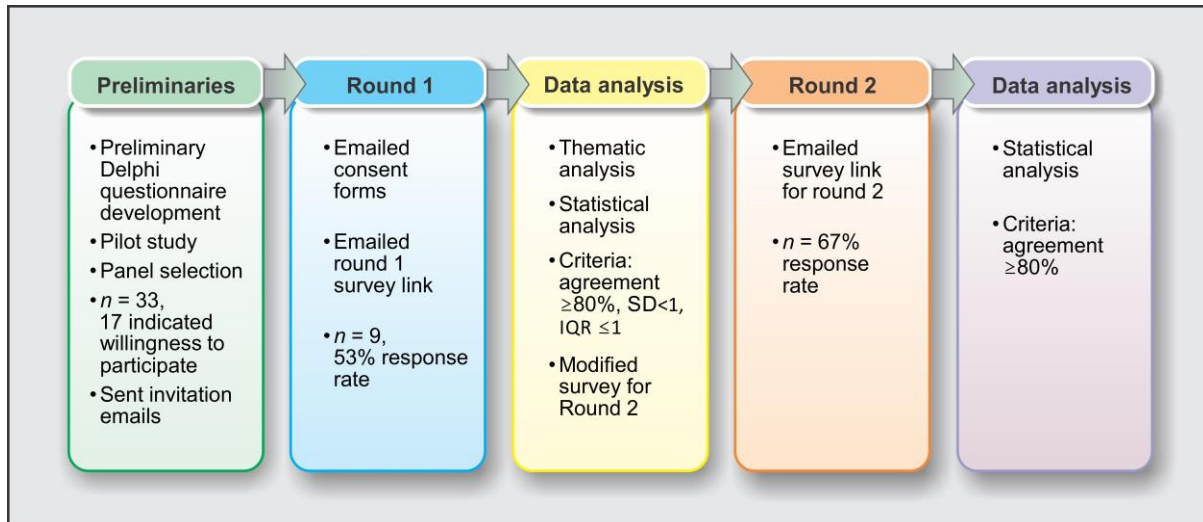 Preliminaries
• Preliminary
Delphi
questionnaire
development
• Pilot study
• Panel selection
• n = 33,
17 indicated
willingness to
participate
• Sent invitation
emails
Round 1
• Emailed
consent
forms
• Emailed
round 1
survey link
• n = 9,
53% response
rate
Data analysis
• Thematic
analysis
• Statistical
analysis
• Criteria:
agreement
≥80%, SD<1,
IQR ≤1
• Modified
survey for
Round 2
Round 2
• Emailed
survey link
for round 2
• n = 67%
response
rate
Data analysis
• Statistical
analysis
• Criteria:
agreement
≥80%